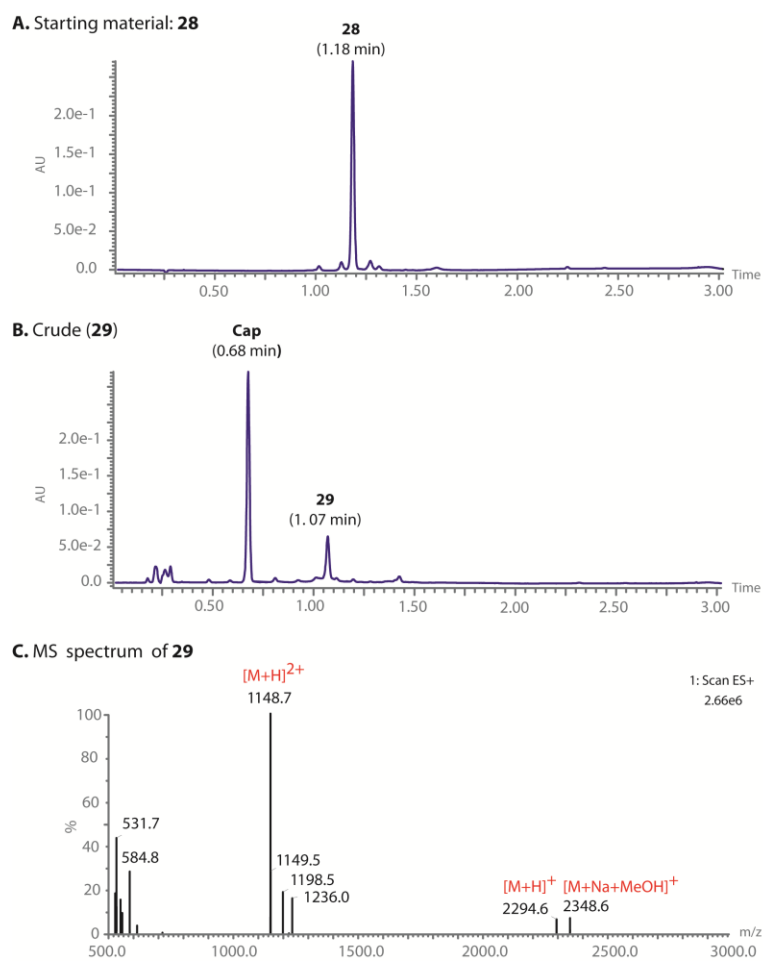 A. Starting material: 28
28
(1.18 min)
2.0e-1
1.5e-1
1.0e-1
5.0e-2
0.0
AU
0.50 1.00 1.50 2.00 2.50 3.00
Time
B. Crude (29)
Cap
(0.68 min)
29
(1. 07 min)
2.0e-1
1.5e-1
1.0e-1
5.0e-2
0.0
AU
0.50 1.00 1.50 2.00 2.50 3.00
Time
C. MS spectrum of 29
[M+H]2+
1148.7
1: Scan ES+
2.66e6
100
80
60
40
20
0
%
531.7
584.8
1149.5
1198.5
1236.0
[M+H]+ [M+Na+MeOH]+
2294.6 2348.6
m/z
500.0 1000.0 1500.0 2000.0 2500.0 3000.0